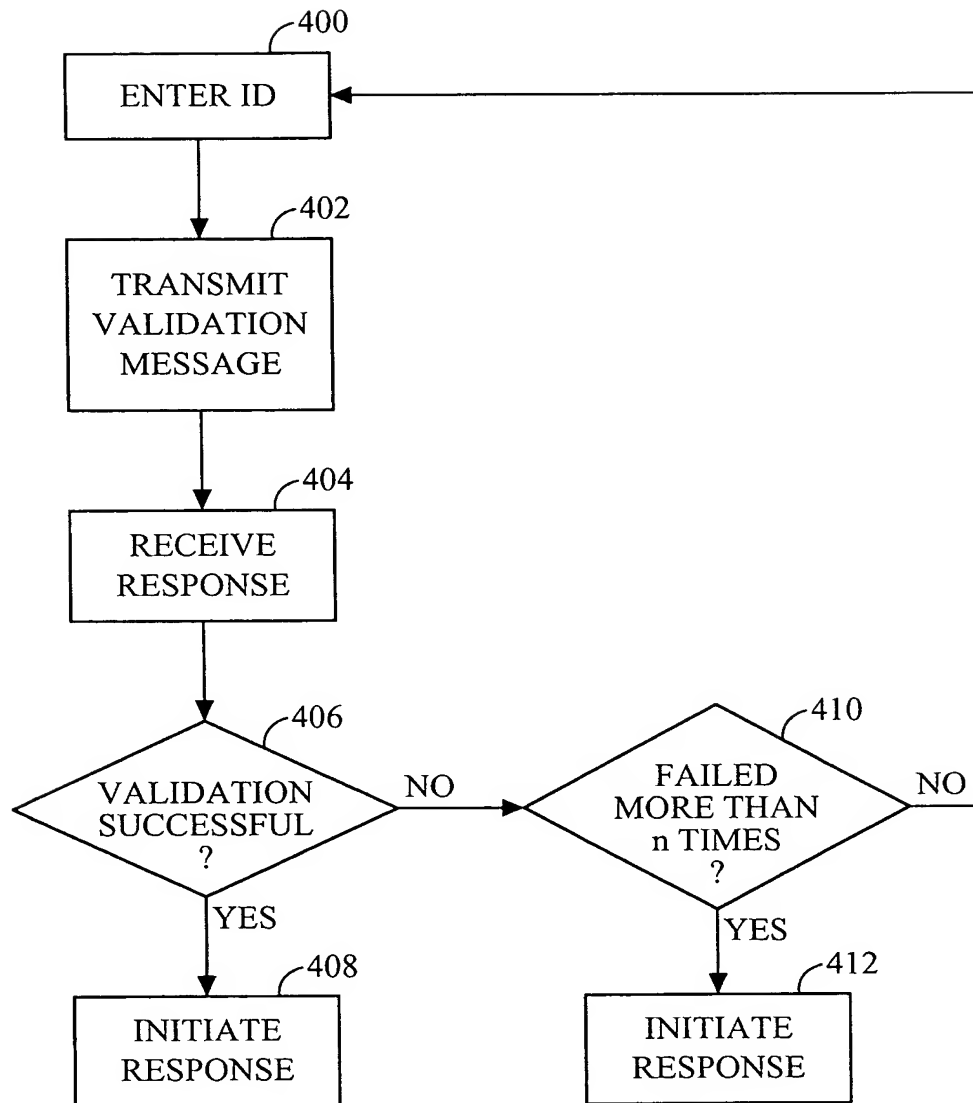 400
ENTER ID
402
TRANSMIT
VALIDATION
MESSAGE
404
RECEIVE
RESPONSE
406
VALIDATION
SUCCESSFUL
?
NO
YES
408
INITIATE
RESPONSE
410
FAILED
MORE THAN
n TIMES
?
NO
YES
412
INITIATE
RESPONSE